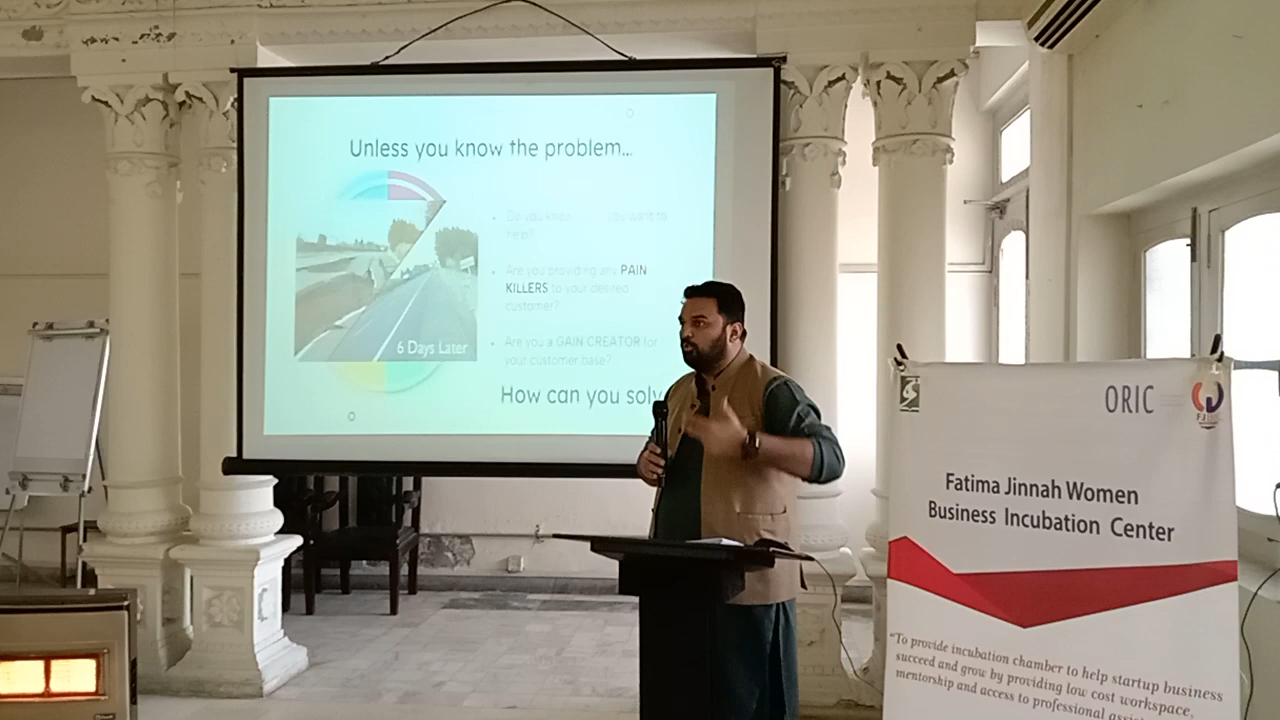 Unless you know the problem...
Do you know you want to
help?
Are you providing any PAIN
KILLERS to your desired
customer?
Are you a GAIN CREATOR for
your customer base?
6 Days Later
How can you solv
ORIC
Fatima Jinnah Women
Business Incubation Center
"To provide incubation chamber to help startup business
succeed and grow by providing low cost workspace,
mentorship and access to professional